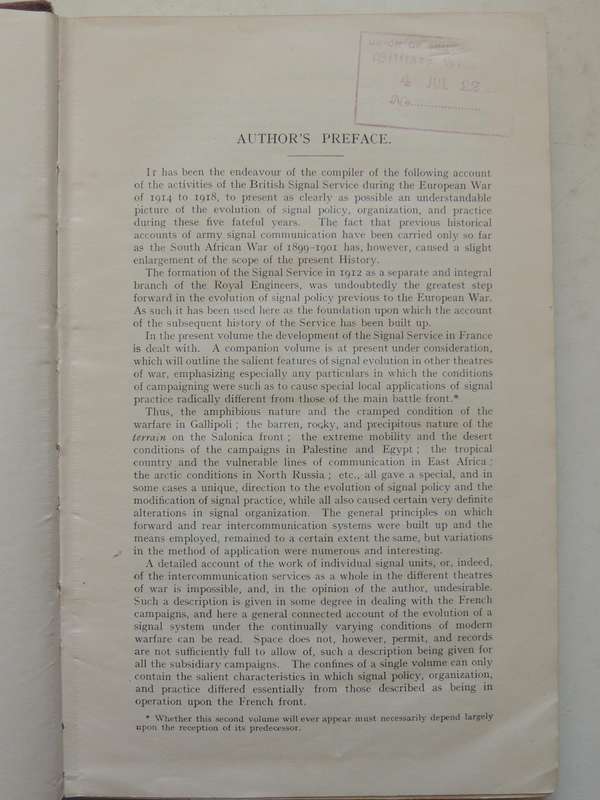 4 JUL 22
No.
AUTHOR'S PREFACE.
It has been the endeavour of the compiler of the following account
of the activities of the British Signal Service during the European War
of 1914 to 1918, to present as clearly as possible an understandable
picture of the evolution of signal policy, organization, and practice
during these five fateful years. The fact that previous historical
accounts of army signal communication have been carried only so far
as the South African War of 1899-1901 has, however, caused a slight
enlargement of the scope of the present History.
The formation of the Signal Service in 1912 as a separate and integral
branch of the Royal Engineers, was undoubtedly the greatest step
forward in the evolution of signal policy previous to the European War.
As such it has been used here as the foundation upon which the account
of the subsequent history of the Service has been built up.
In the present volume the development of the Signal Service in France
is dealt with. A companion volume is at present under consideration,
which will outline the salient features of signal evolution in other theatres
of war, emphasizing especially any particulars in which the conditions
of campaigning were such as to cause special local applications of signal
practice radically different from those of the main battle front.*
Thus, the amphibious nature and the cramped condition of the
warfare in Gallipoli ; the barren, rocky, and precipitous nature of the
terrain on the Salonica front ; the extreme mobility and the desert
conditions of the campaigns in Palestine and Egypt ; the tropical
country and the vulnerable lines of communication in East Africa ;
the arctic conditions in North Russia ; etc., all gave a special, and in
some cases a unique, direction to the evolution of signal policy and the
modification of signal practice, while all also caused certain very definite
alterations in signal organization. The general principles on which
forward and rear intercommunication systems were built up and the
means employed, remained to a certain extent the same, but variations
in the method of application were numerous and interesting.
A detailed account of the work of individual signal units, or, indeed,
of the intercommunication services as a whole in the different theatres
of war is impossible, and, in the opinion of the author, undesirable.
Such a description is given in some degree in dealing with the French
campaigns, and here a general connected account of the evolution of a
signal system under the continually varying conditions of modern
warfare can be read. Space does not, however, permit, and records
are not sufficiently full to allow of, such a description being given for
all the subsidiary campaigns. The confines of a single volume can only
contain the salient characteristics in which signal policy, organization,
and practice differed essentially from those described as being in
operation upon the French front.
* Whether this second volume will ever appear must necessarily depend largely
upon the reception of its predecessor.